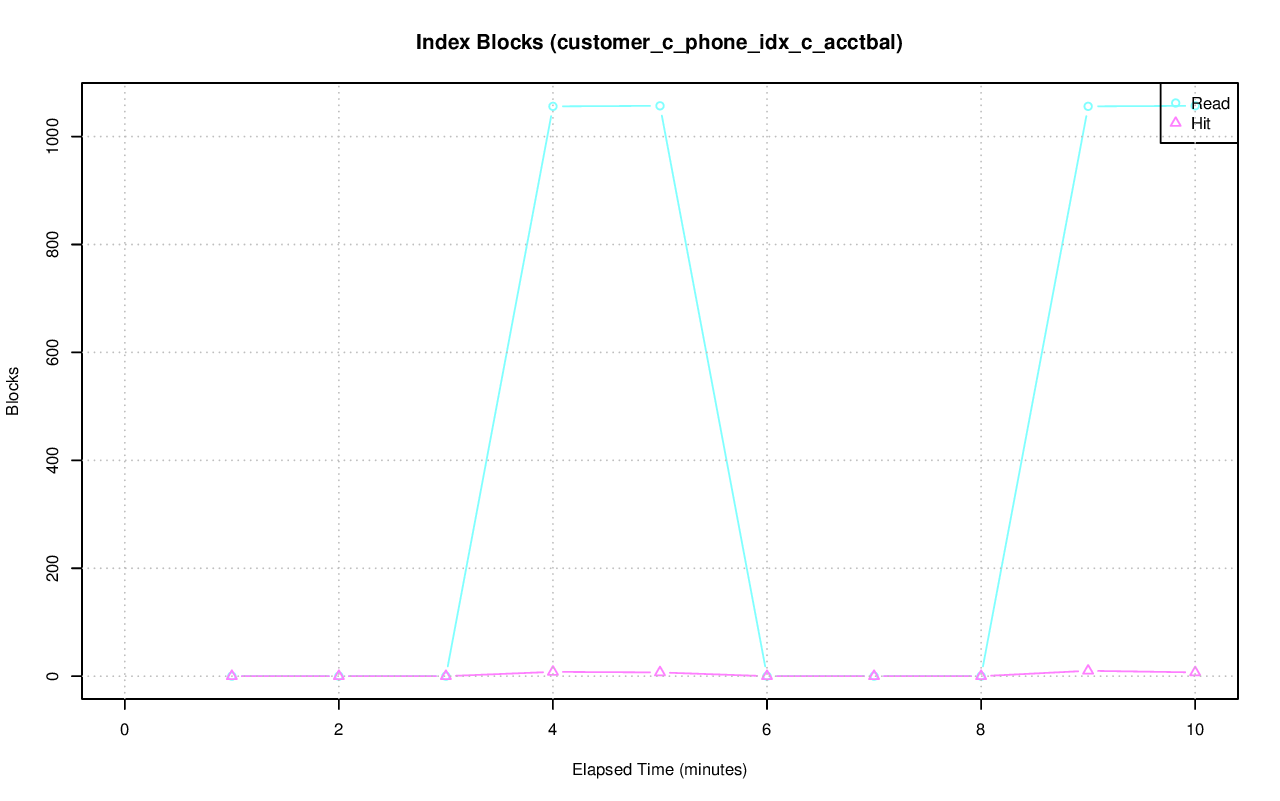 Index Blocks (customer_c_phone_idx_c_acctbal)
Read
Hit
1000
800
600
400
200
0
Blocks
0 2 4 6 8 10
Elapsed Time (minutes)